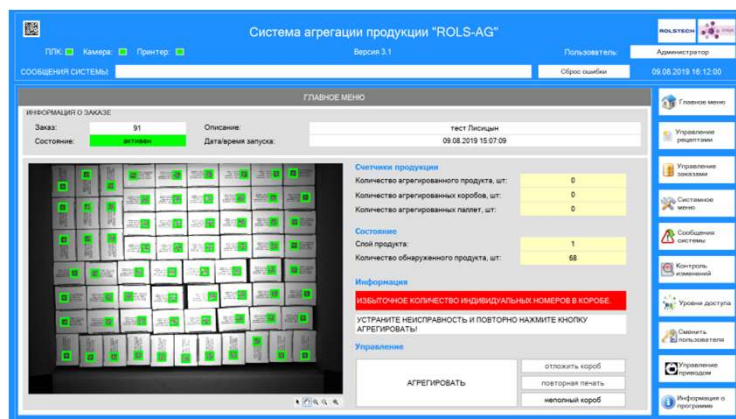 Система агрегации продукции "ROLS-AG"
ROLSTECH
ПЛК: Камера: Принтер:
Версия 3.1
Пользователь:
Администратор
СООБЩЕНИЯ СИСТЕМЫ:
Сброс ошибки
09.08.2019 16:12:00
ГЛАВНОЕ МЕНЮ
ИНФОРМАЦИЯ О ЗАКАЗЕ
Заказ: 91 Описание: тест Лисицын
Состояние: активен Дата/время запуска: 09.08.2019 15:07:09
Счетчики продукции
Количество агрегированного продукта, шт: 0
Количество агрегированных коробов, шт: 0
Количество агрегированных паллет, шт: 0
Состояние
Слой продукта: 1
Количество обнаруженного продукта, шт: 68
Информация
ИЗБЫТОЧНОЕ КОЛИЧЕСТВО ИНДИВИДУАЛЬНЫХ НОМЕРОВ В КОРОБЕ.
УСТРАНИТЕ НЕИСПРАВНОСТЬ И ПОВТОРНО НАЖМИТЕ КНОПКУ
АГРЕГИРОВАТЬ!
Управление
АГРЕГИРОВАТЬ
отложить короб
повторная печать
неполный короб
Главное меню
Управление
рецептами
Управление
заказами
Системное
меню
Сообщения
системы
Контроль
изменений
Уровни доступа
Сменить
пользователя
Управление
приводом
Информация о
программе